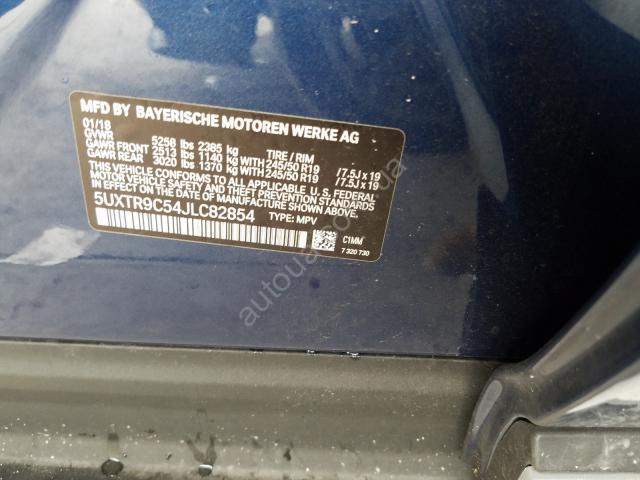 MFD BY BAYERISCHE MOTOREN WERKE AG
01/18
GVWR 5258 lbs 2385 kg TIRE / RIM
GAWR FRONT 2513 lbs 1140 kg WITH 245/50 R19 /7.5J x 19
GAWR REAR 3020 lbs 1370 kg WITH 245/50 R19 /7.5J x 19
THIS VEHICLE CONFORMS TO ALL APPLICABLE U.S. FEDERAL
MOTOR VEHICLE SAFETY, BUMPER, AND THEFT PREVENTION
STANDARDS IN EFFECT ON THE DATE OF MANUFACTURE SHOWN ABOVE.
5UXTR9C54JLC82854 TYPE: MPV
C1MM
7 320 730